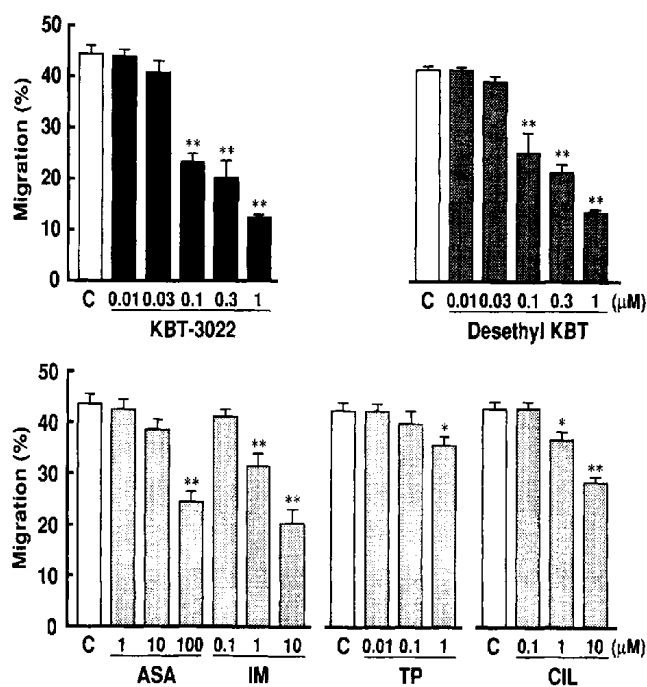 50
40
30
20
10
0
Migration (%)
** ** **
C 0.01 0.03 0.1 0.3 1
KBT-3022
** ** **
C 0.01 0.03 0.1 0.3 1 (μM)
Desethyl KBT
50
40
30
20
10
0
Migration (%)
** ** **
C 1 10 100 0.1 1 10
ASA IM
*
C 0.01 0.1 1
TP
* **
C 0.1 1 10 (μM)
CIL